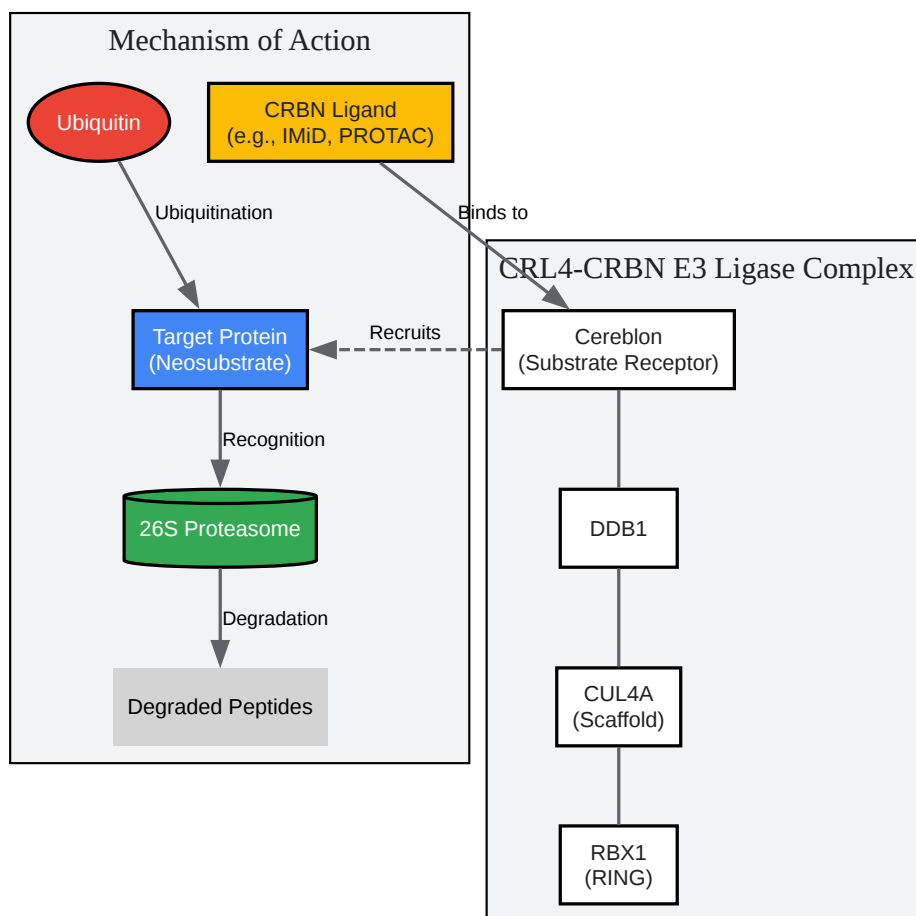 Mechanism of Action
Ubiquitin
CRBN Ligand
(e.g., IMiD, PROTAC)
Ubiquitination
Binds to
CRL4-CRBN E3 Ligase Complex
Target Protein
(Neosubstrate)
Recruits
Cereblon
(Substrate Receptor)
Recognition
26S Proteasome
DDB1
Degradation
Degraded Peptides
CUL4A
(Scaffold)
RBX1
(RING)